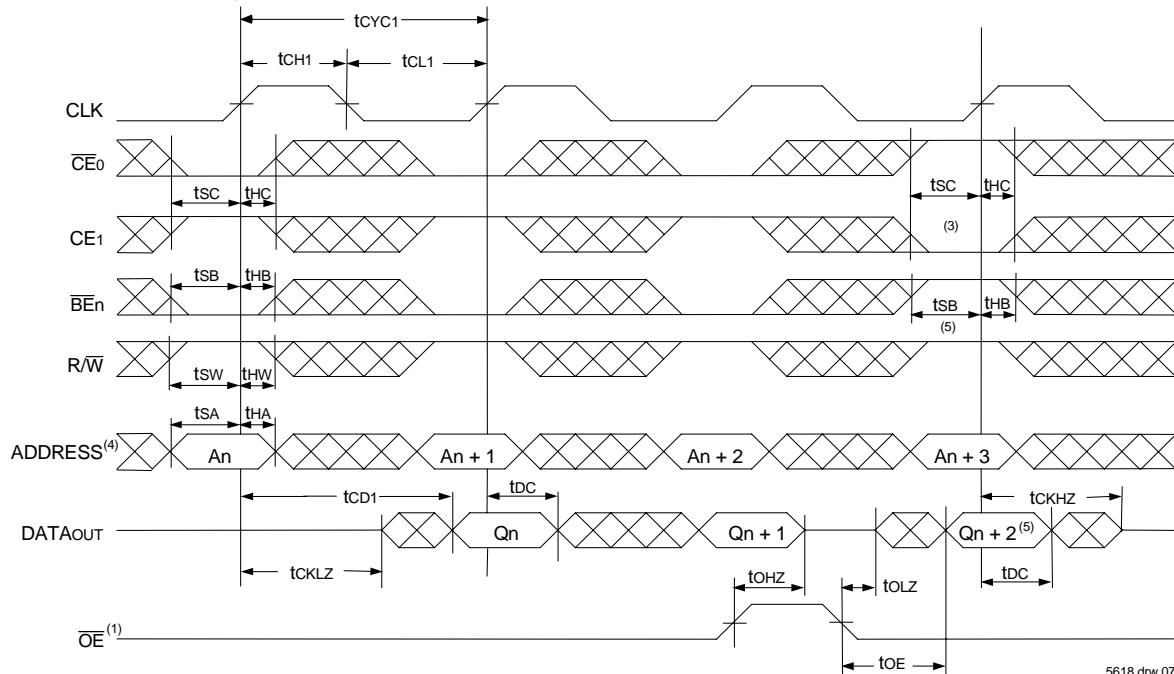 tCYC1
tCH1 tCL1
CLK
CE0
tSC tHC tSC tHC
CE1 (3)
tSB tHB
BEn tSB tHB
(5)
R/W
tSW tHW
tSA tHA
ADDRESS(4) An An + 1 An + 2 An + 3
tCD1 tDC tCKHZ
DATAOUT Qn Qn + 1 Qn + 2(5)
tCKLZ tOHZ tOLZ tDC
OE(1)
tOE
5618 drw 07